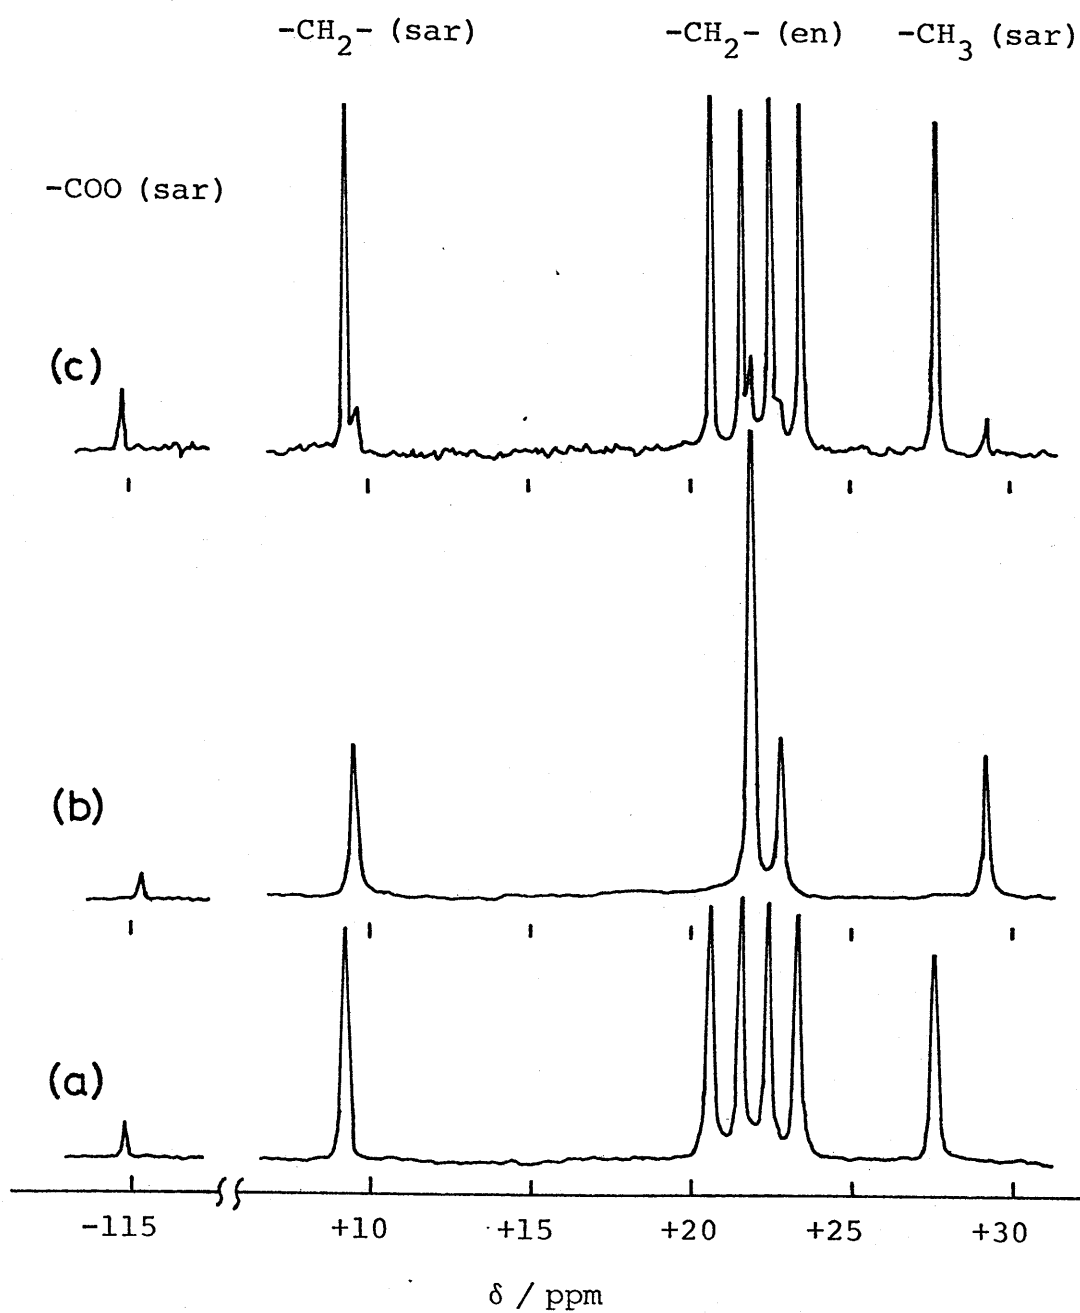 -CH2- (sar) -CH2- (en) -CH3 (sar)
-COO (sar)
(c)
(b)
(a)
-115 +10 +15 +20 +25 +30
δ / ppm